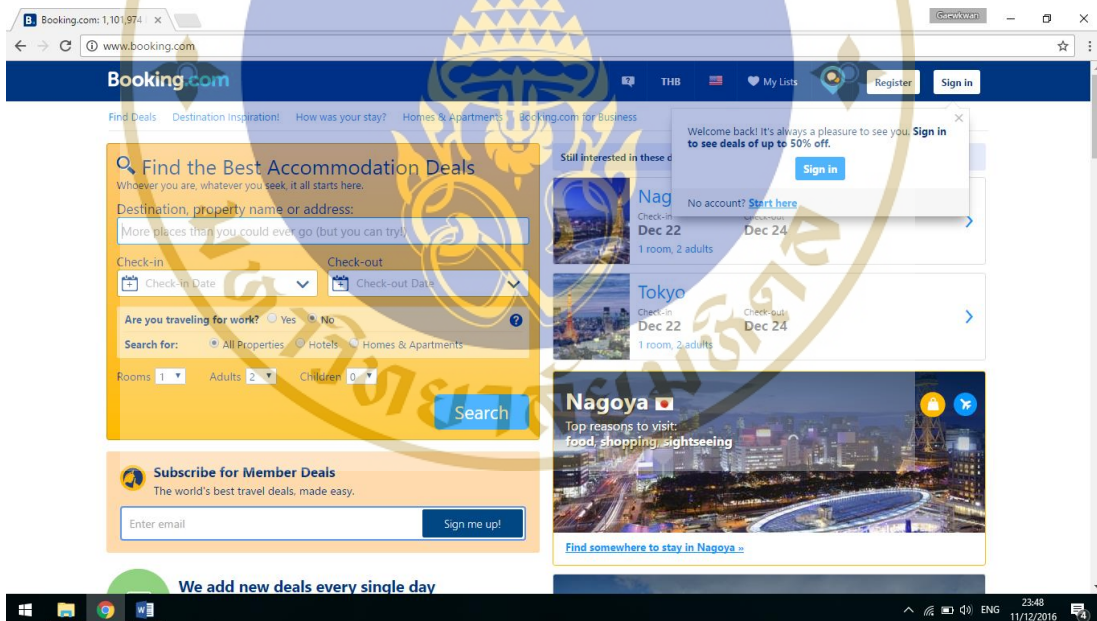 Booking.com: 1,101,974
Gaewkwan
www.booking.com
Booking.com
THB
My Lists
Register
Sign in
Find Deals Destination Inspiration! How was your stay? Homes & Apartments Booking.com for Business
Find the Best Accommodation Deals
Whoever you are, whatever you seek, it all starts here.
Destination, property name or address:
More places than you could ever go (but you can try!)
Check-in Check-out
Check-in Date Check-out Date
Are you traveling for work? Yes No
Search for: All Properties Hotels Homes & Apartments
Rooms 1 Adults 2 Children 0
Search
Subscribe for Member Deals
The world's best travel deals, made easy.
Enter email Sign me up!
We add new deals every single day
Welcome back! It's always a pleasure to see you. Sign in
to see deals of up to 50% off.
Sign in
No account? Start here
Still interested in these d
Nag
Check-in Check-out
Dec 22 Dec 24
1 room, 2 adults
Tokyo
Check-in Check-out
Dec 22 Dec 24
1 room, 2 adults
Nagoya
Top reasons to visit:
food, shopping, sightseeing
Find somewhere to stay in Nagoya »
ENG
23:48
11/12/2016
4